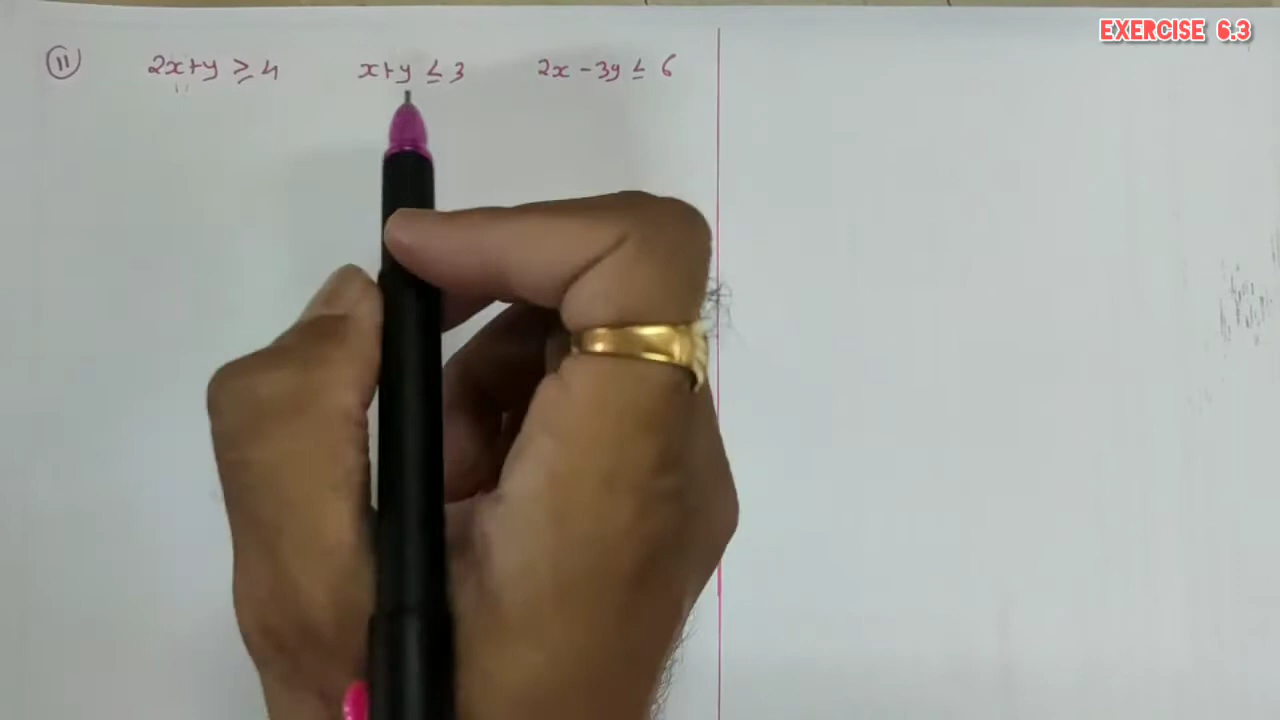 EXERCISE 6.3
11 2x+y ≥ 4 x+y ≤ 3 2x - 3y ≤ 6